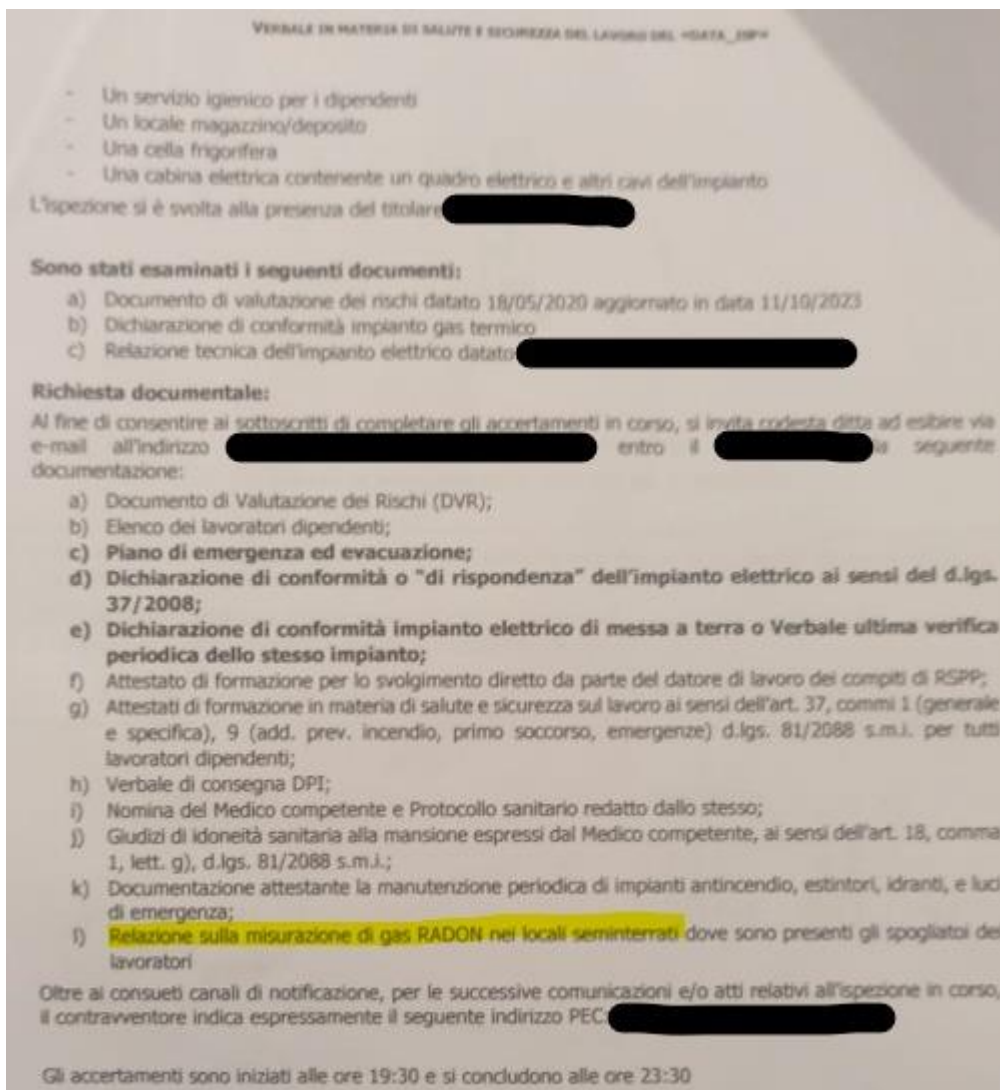 VERBALE IN MATERIA DI SALUTE E SICUREZZA DEL LAVORO DEL «DATA_ISP»
- Un servizio igienico per i dipendenti
- Un locale magazzino/deposito
- Una cella frigorifera
- Una cabina elettrica contenente un quadro elettrico e altri cavi dell'impianto
L'ispezione si è svolta alla presenza del titolare
Sono stati esaminati i seguenti documenti:
a) Documento di valutazione dei rischi datato 18/05/2020 aggiornato in data 11/10/2023
b) Dichiarazione di conformità impianto gas termico
c) Relazione tecnica dell'impianto elettrico datato
Richiesta documentale:
Al fine di consentire ai sottoscritti di completare gli accertamenti in corso, si invita codesta ditta ad esibire via
e-mail all'indirizzo entro il a seguente
documentazione:
a) Documento di Valutazione dei Rischi (DVR);
b) Elenco dei lavoratori dipendenti;
c) Piano di emergenza ed evacuazione;
d) Dichiarazione di conformità o "di rispondenza" dell'impianto elettrico ai sensi del d.lgs.
37/2008;
e) Dichiarazione di conformità impianto elettrico di messa a terra o Verbale ultima verifica
periodica dello stesso impianto;
f) Attestato di formazione per lo svolgimento diretto da parte del datore di lavoro dei compiti di RSPP;
g) Attestati di formazione in materia di salute e sicurezza sul lavoro ai sensi dell'art. 37, commi 1 (generale
e specifica), 9 (add. prev. incendio, primo soccorso, emergenze) d.lgs. 81/2088 s.m.i. per tutti
lavoratori dipendenti;
h) Verbale di consegna DPI;
i) Nomina del Medico competente e Protocollo sanitario redatto dallo stesso;
j) Giudizi di idoneità sanitaria alla mansione espressi dal Medico competente, ai sensi dell'art. 18, comma
1, lett. g), d.lgs. 81/2088 s.m.i.;
k) Documentazione attestante la manutenzione periodica di impianti antincendio, estintori, idranti, e luci
di emergenza;
l) Relazione sulla misurazione di gas RADON nei locali seminterrati dove sono presenti gli spogliatoi dei
lavoratori
Oltre ai consueti canali di notificazione, per le successive comunicazioni e/o atti relativi all'ispezione in corso,
il contravventore indica espressamente il seguente indirizzo PEC:
Gli accertamenti sono iniziati alle ore 19:30 e si concludono alle ore 23:30